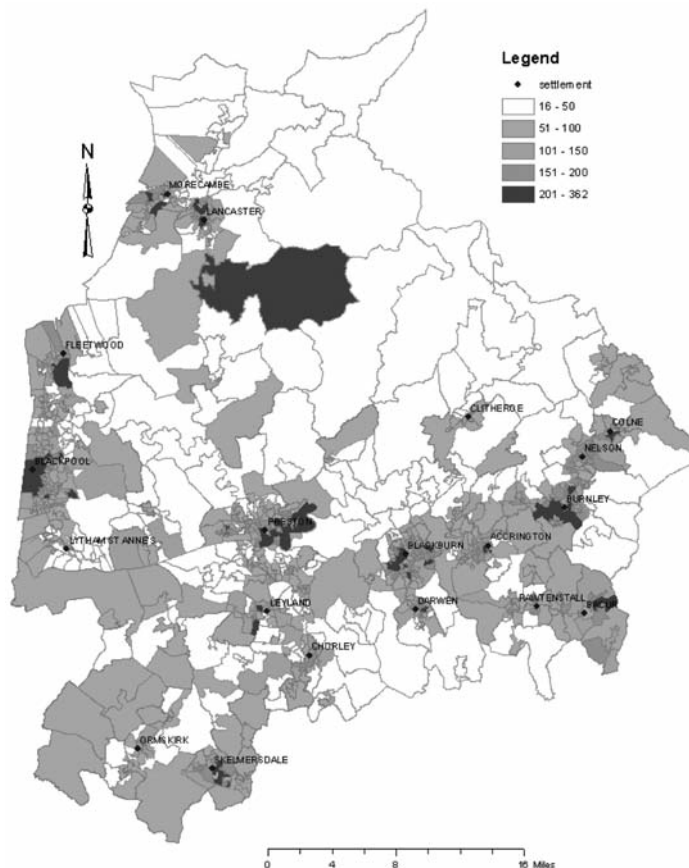 Legend
settlement
16 - 50
51 - 100
101 - 150
151 - 200
201 - 362
N
MORECAMBE
LANCASTER
FLEETWOOD
CLITHEROE
COLNE
NELSON
BLACKPOOL
BURNLEY
PRESTON
LYTHAM ST ANNE'S
BLACKBURN
ACCRINGTON
LEYLAND
DARWEN
RAWTENSTALL
BACUP
CHORLEY
ORMSKIRK
SKELMERSDALE
0 4 8 12 16 Miles